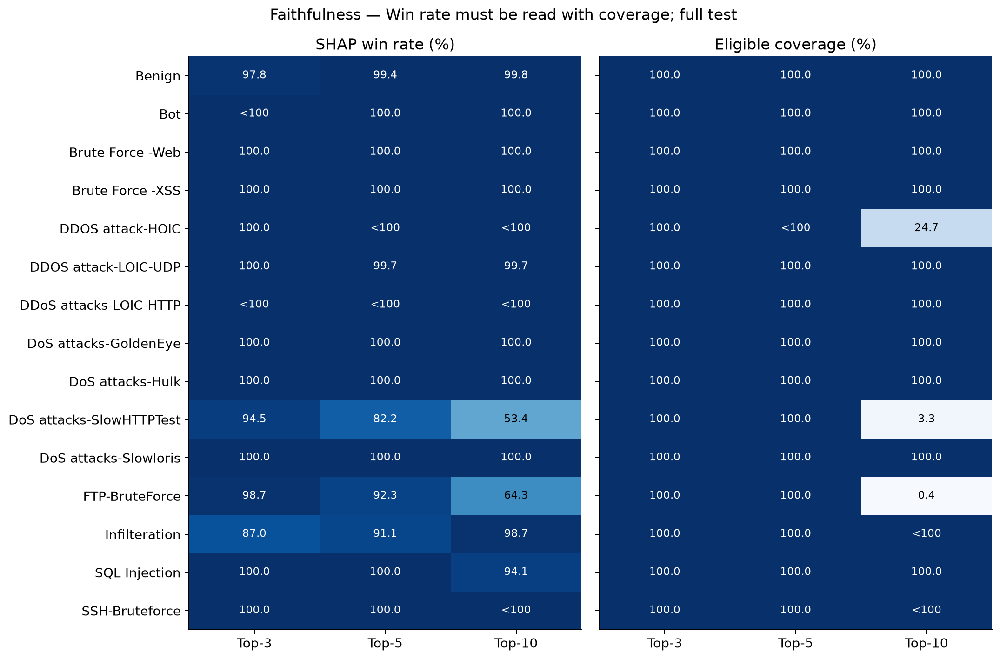 Faithfulness — Win rate must be read with coverage; full test
SHAP win rate (%) Eligible coverage (%)
Benign 97.8 99.4 99.8 100.0 100.0 100.0
Bot <100 100.0 100.0 100.0 100.0 100.0
Brute Force -Web 100.0 100.0 100.0 100.0 100.0 100.0
Brute Force -XSS 100.0 100.0 100.0 100.0 100.0 100.0
DDOS attack-HOIC 100.0 <100 <100 100.0 <100 24.7
DDOS attack-LOIC-UDP 100.0 99.7 99.7 100.0 100.0 100.0
DDoS attacks-LOIC-HTTP <100 <100 <100 100.0 100.0 100.0
DoS attacks-GoldenEye 100.0 100.0 100.0 100.0 100.0 100.0
DoS attacks-Hulk 100.0 100.0 100.0 100.0 100.0 100.0
DoS attacks-SlowHTTPTest 94.5 82.2 53.4 100.0 100.0 3.3
DoS attacks-Slowloris 100.0 100.0 100.0 100.0 100.0 100.0
FTP-BruteForce 98.7 92.3 64.3 100.0 100.0 0.4
Infilteration 87.0 91.1 98.7 100.0 100.0 <100
SQL Injection 100.0 100.0 94.1 100.0 100.0 100.0
SSH-Bruteforce 100.0 100.0 <100 100.0 100.0 <100
Top-3 Top-5 Top-10 Top-3 Top-5 Top-10